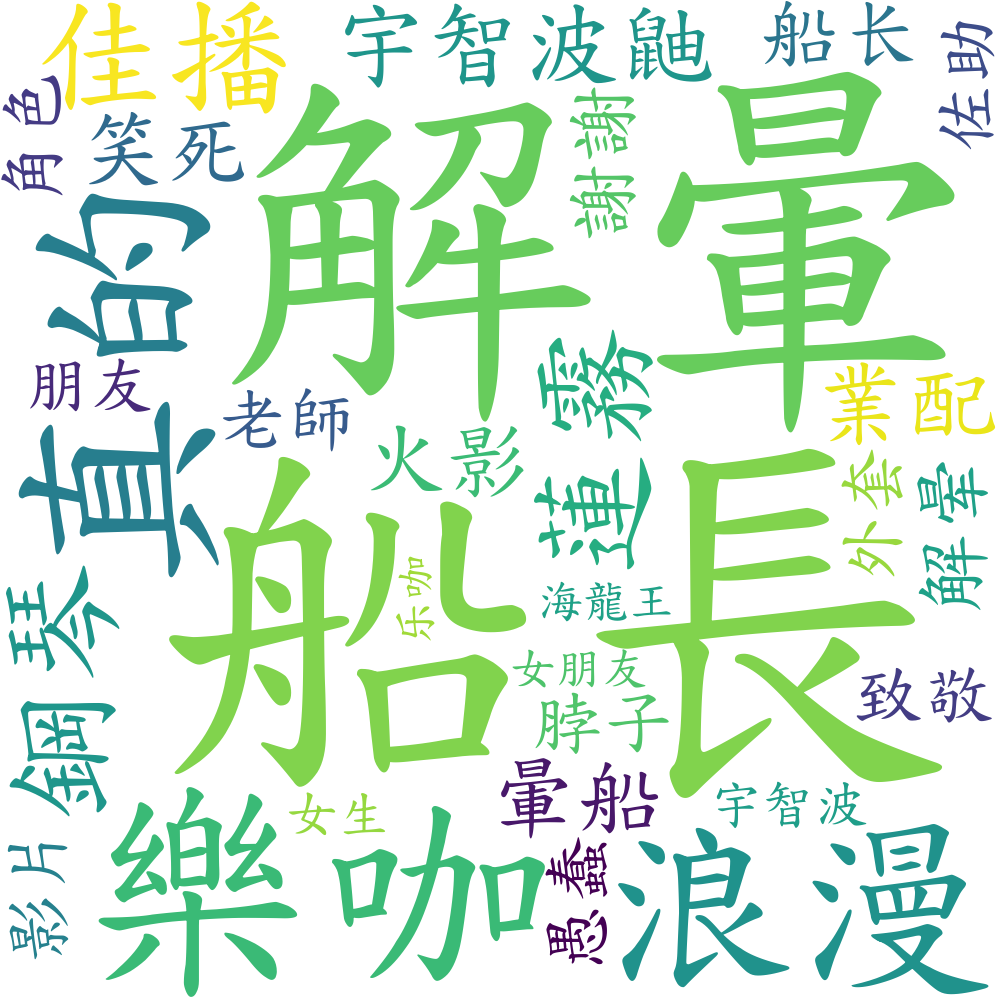 佳播
宇智波鼬
船长
佐助
角色
笑死
謝謝
解暈
真的
朋友
老師
霧蓮
火影
業配
外套
解晕
船長
乐咖
海龍王
鋼琴
女朋友
脖子
致敬
暈船
女生
宇智波
樂咖
愚蠢
浪漫
影片